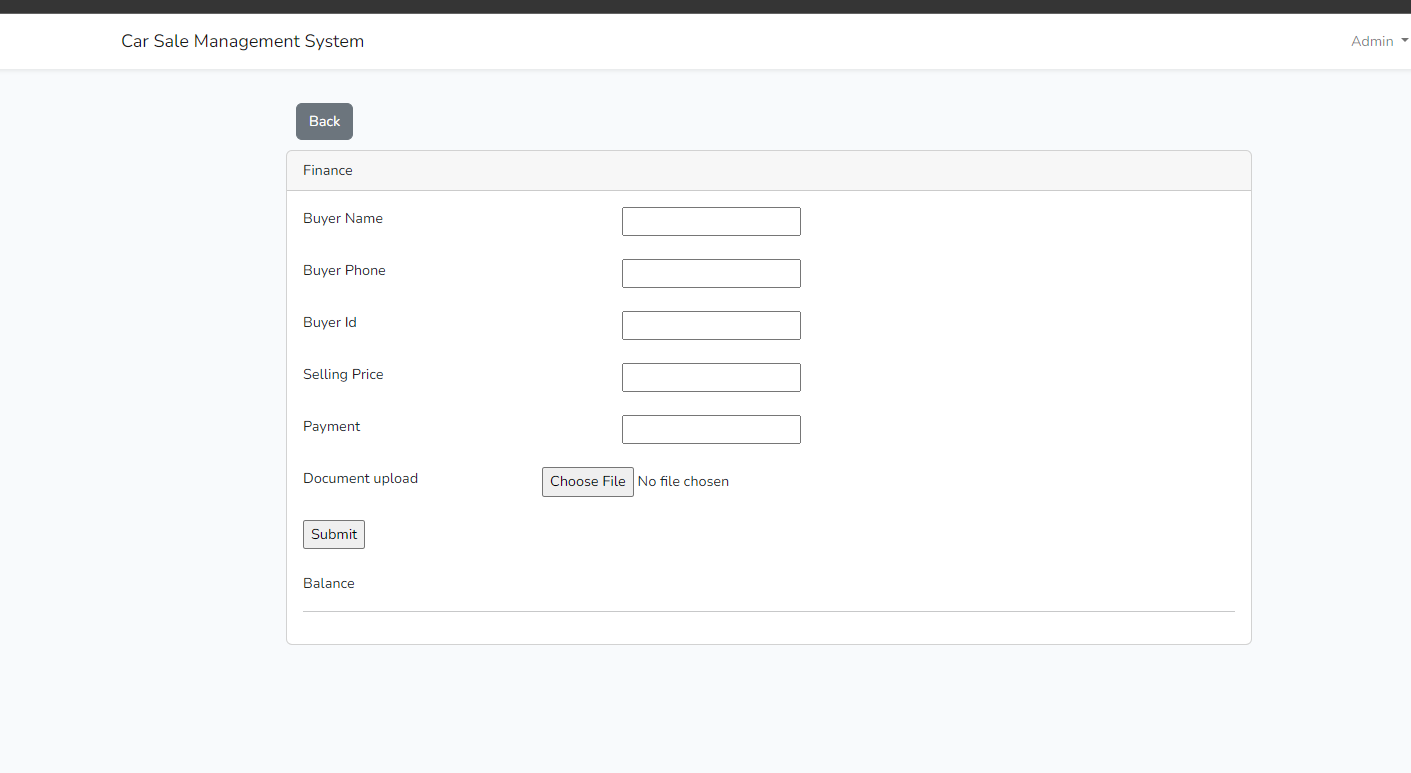 Car Sale Management System
Admin
Back
Finance
Buyer Name
Buyer Phone
Buyer Id
Selling Price
Payment
Document upload Choose File No file chosen
Submit
Balance